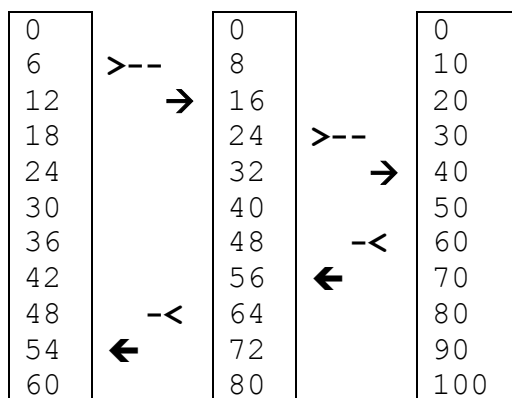 0 0 0
6 >-- 8 10
12 → 16 20
18 24 >-- 30
24 32 → 40
30 40 50
36 48 -< 60
42 56 ← 70
48 -< 64 80
54 ← 72 90
60 80 100